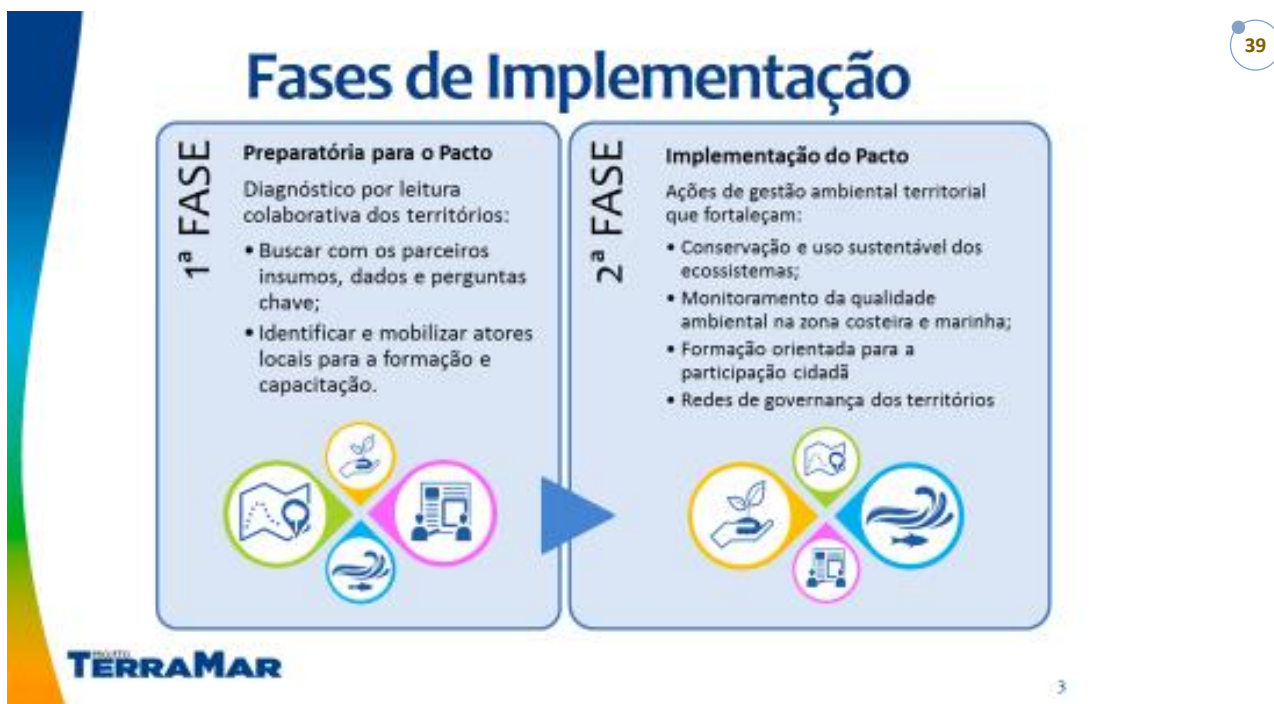 39
Fases de Implementação
1ª FASE
Preparatória para o Pacto
Diagnóstico por leitura
colaborativa dos territórios:
• Buscar com os parceiros
insumos, dados e perguntas
chave;
• Identificar e mobilizar atores
locais para a formação e
capacitação.
2ª FASE
Implementação do Pacto
Ações de gestão ambiental territorial
que fortaleçam:
• Conservação e uso sustentável dos
ecossistemas;
• Monitoramento da qualidade
ambiental na zona costeira e marinha;
• Formação orientada para a
participação cidadã
• Redes de governança dos territórios
PROJETO
TERRAMAR
3